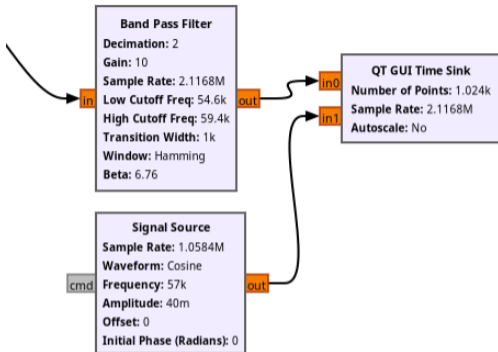 Band Pass Filter
Decimation: 2
Gain: 10
Sample Rate: 2.1168M
Low Cutoff Freq: 54.6k
High Cutoff Freq: 59.4k
Transition Width: 1k
Window: Hamming
Beta: 6.76
in
out
QT GUI Time Sink
Number of Points: 1.024k
Sample Rate: 2.1168M
Autoscale: No
in0
in1
Signal Source
Sample Rate: 1.0584M
Waveform: Cosine
Frequency: 57k
Amplitude: 40m
Offset: 0
Initial Phase (Radians): 0
cmd
out